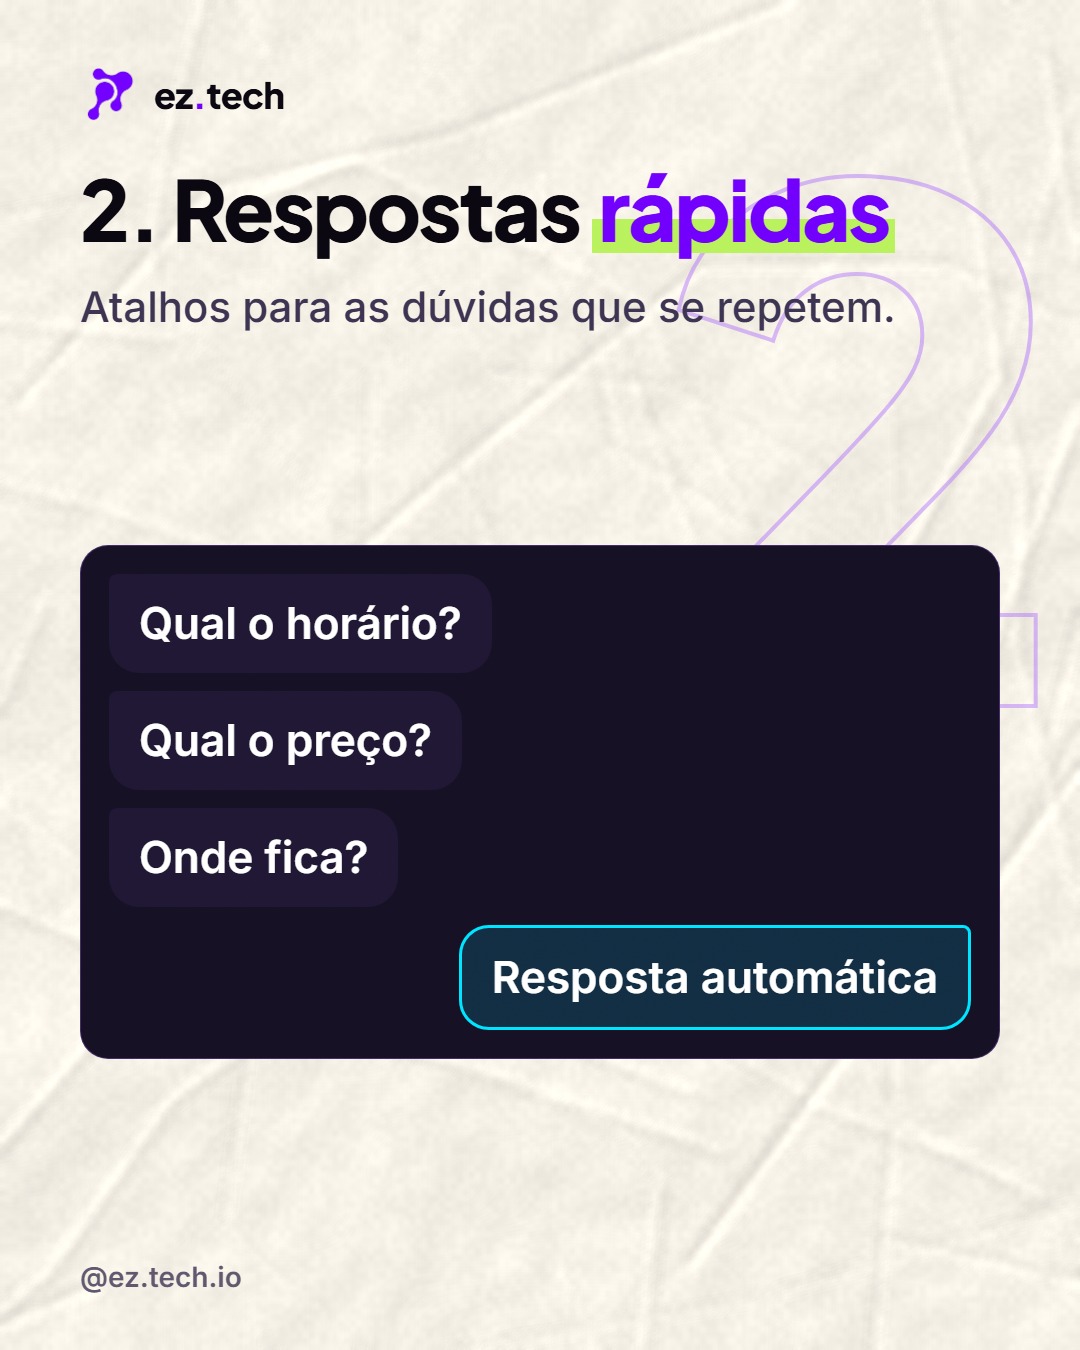 ez.tech
2. Respostas rápidas
Atalhos para as dúvidas que se repetem.
2
Qual o horário?
Qual o preço?
Onde fica?
Resposta automática
@ez.tech.io